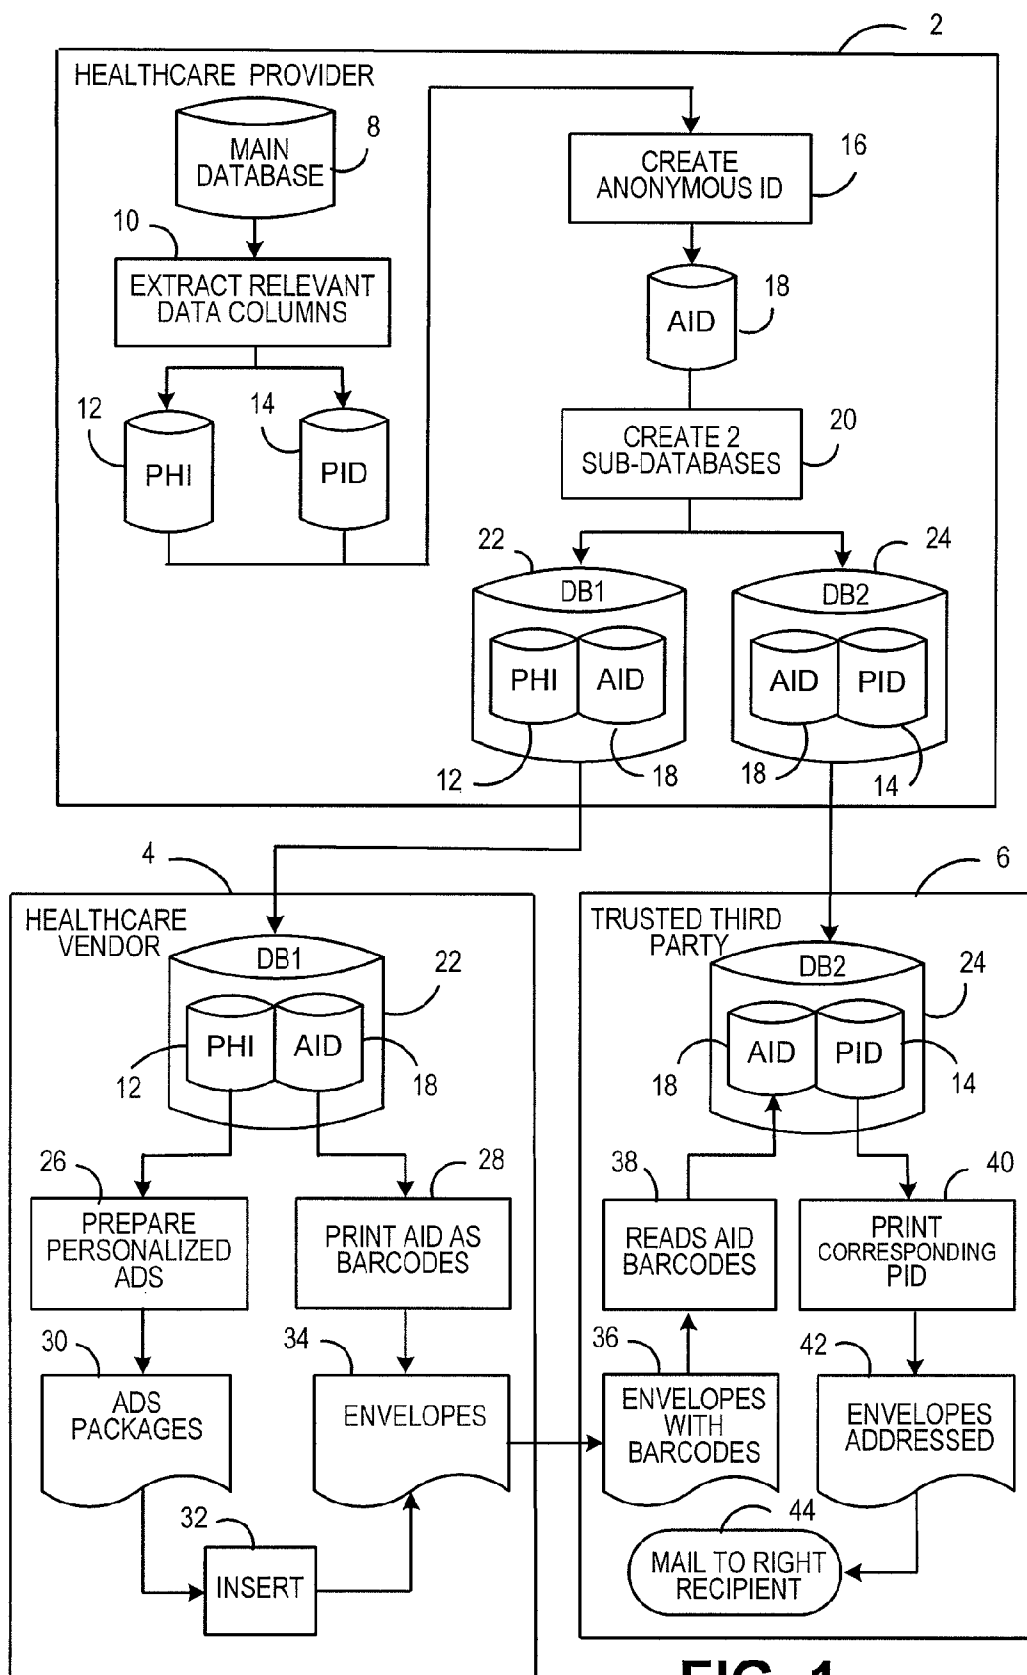 2
HEALTHCARE PROVIDER
MAIN
DATABASE
8
10
EXTRACT RELEVANT
DATA COLUMNS
12
PHI
14
PID
CREATE
ANONYMOUS ID
16
AID
18
CREATE 2
SUB-DATABASES
20
22
DB1
PHI
AID
12
18
24
DB2
AID
PID
18
14
4
HEALTHCARE
VENDOR
DB1
22
PHI
AID
12
18
26
PREPARE
PERSONALIZED
ADS
28
PRINT AID AS
BARCODES
30
ADS
PACKAGES
34
ENVELOPES
32
INSERT
6
TRUSTED THIRD
PARTY
DB2
24
AID
PID
18
14
38
READS AID
BARCODES
40
PRINT
CORRESPONDING
PID
36
ENVELOPES
WITH
BARCODES
42
ENVELOPES
ADDRESSED
44
MAIL TO RIGHT
RECIPIENT
FIG. 1